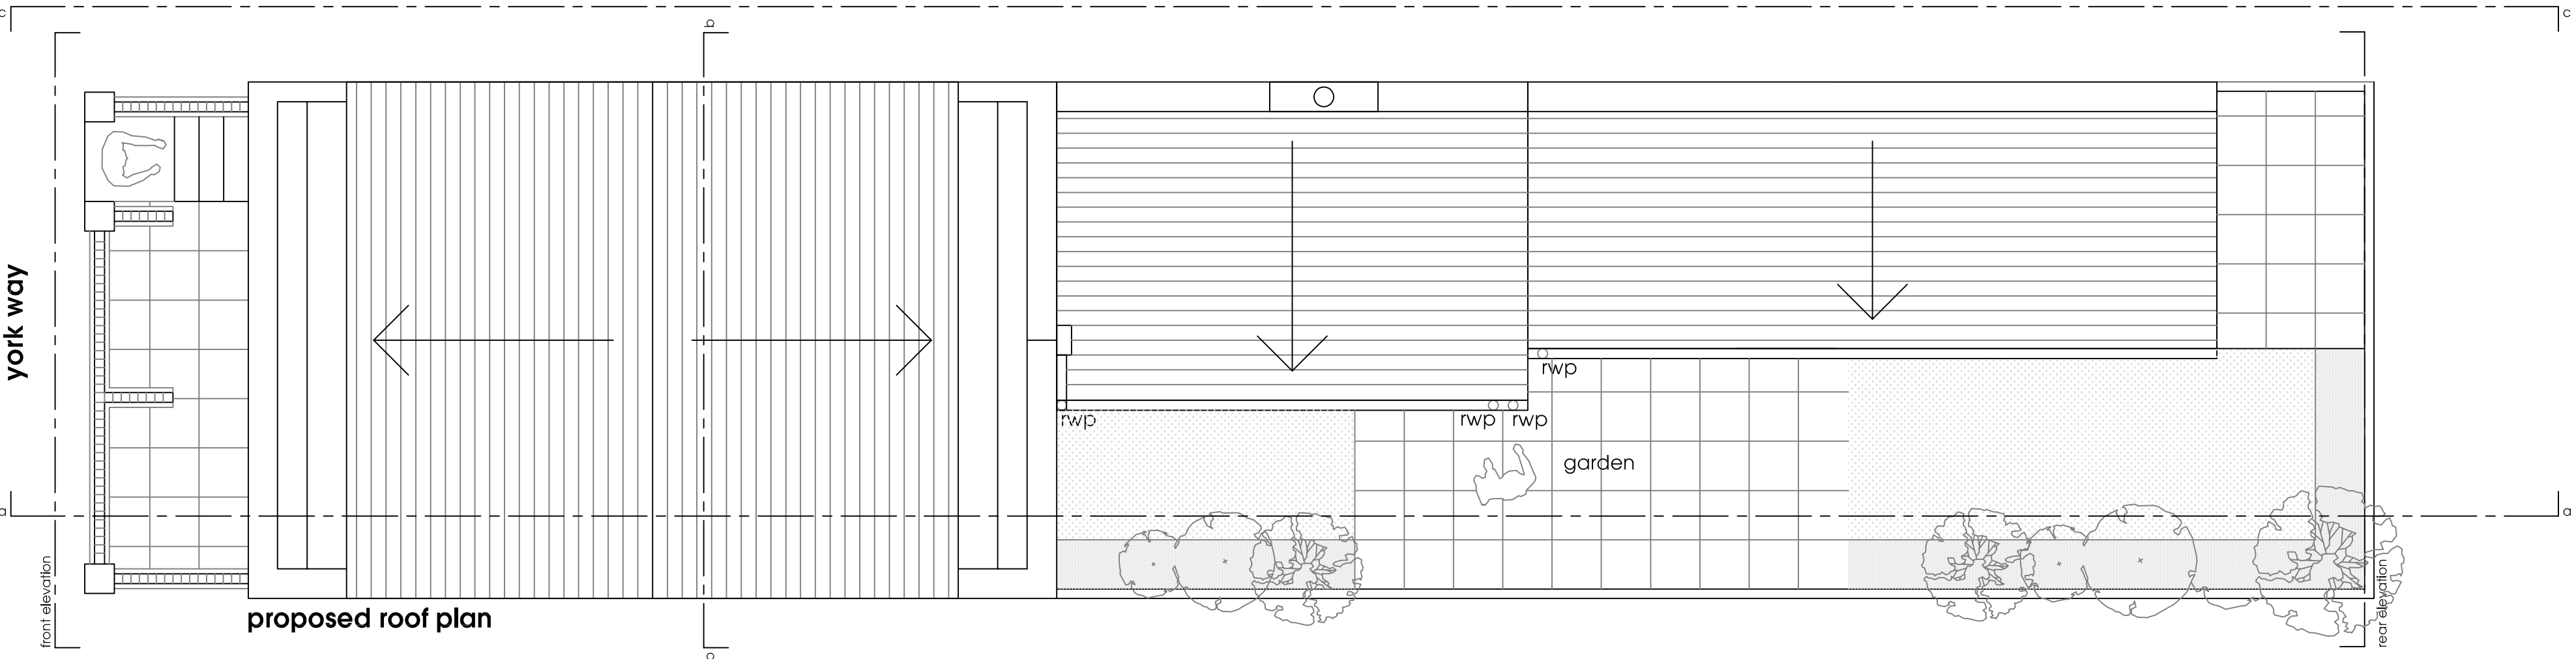 c
c
b
york way
rwp
rwp
rwp
rwp
garden
a
a
front elevation
rear elevation
proposed roof plan
b